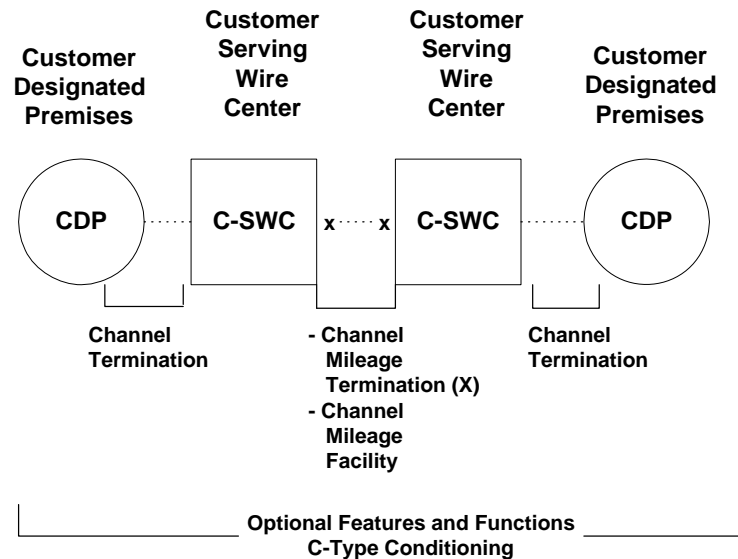 Customer
Designated
Premises
Customer
Serving
Wire
Center
Customer
Serving
Wire
Center
Customer
Designated
Premises
CDP
C-SWC
x
x
C-SWC
CDP
Channel
Termination
- Channel
Mileage
Termination (X)
- Channel
Mileage
Facility
Channel
Termination
Optional Features and Functions
C-Type Conditioning